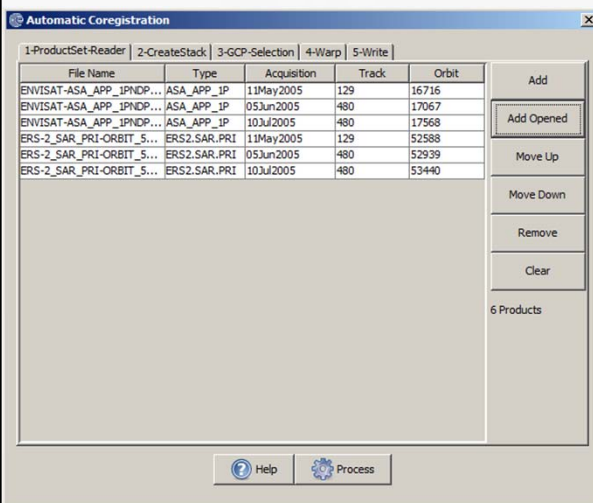 Automatic Coregistration
1-ProductSet-Reader 2-CreateStack 3-GCP-Selection 4-Warp 5-Write
File Name Type Acquisition Track Orbit
ENVISAT-ASA_APP_1PNDP... ASA_APP_1P 11May2005 129 16716
ENVISAT-ASA_APP_1PNDP... ASA_APP_1P 05Jun2005 480 17067
ENVISAT-ASA_APP_1PNDP... ASA_APP_1P 10Jul2005 480 17568
ERS-2_SAR_PRI-ORBIT_5... ERS2.SAR.PRI 11May2005 129 52588
ERS-2_SAR_PRI-ORBIT_5... ERS2.SAR.PRI 05Jun2005 480 52939
ERS-2_SAR_PRI-ORBIT_5... ERS2.SAR.PRI 10Jul2005 480 53440
Add
Add Opened
Move Up
Move Down
Remove
Clear
6 Products
Help Process